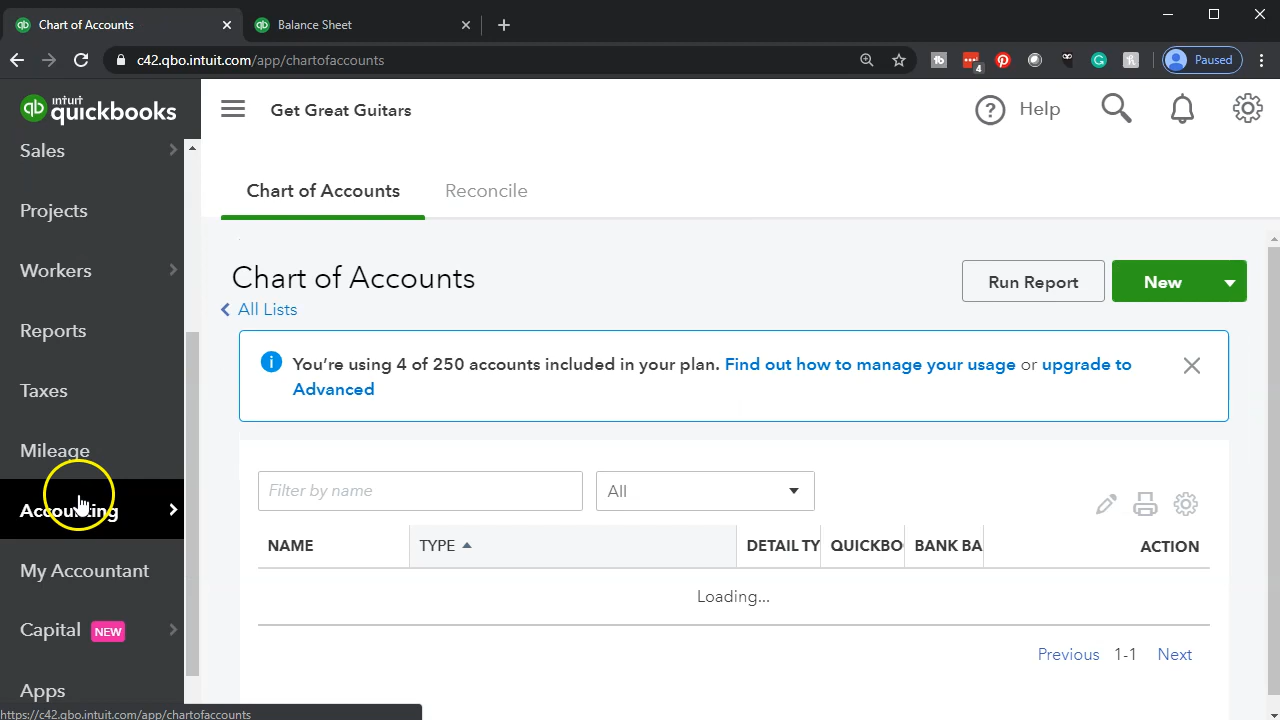 Chart of Accounts
Balance Sheet
c42.qbo.intuit.com/app/chartofaccounts
4
Paused
intuit
quickbooks
Get Great Guitars
Help
Sales
Projects
Workers
Reports
Taxes
Mileage
Accounting
My Accountant
Capital NEW
Apps
Chart of Accounts
Reconcile
Chart of Accounts
All Lists
Run Report
New
You're using 4 of 250 accounts included in your plan. Find out how to manage your usage or upgrade to
Advanced
Filter by name
All
NAME
TYPE
DETAIL TY
QUICKBO
BANK BA
ACTION
Loading...
Previous 1-1 Next
https://c42.qbo.intuit.com/app/chartofaccounts